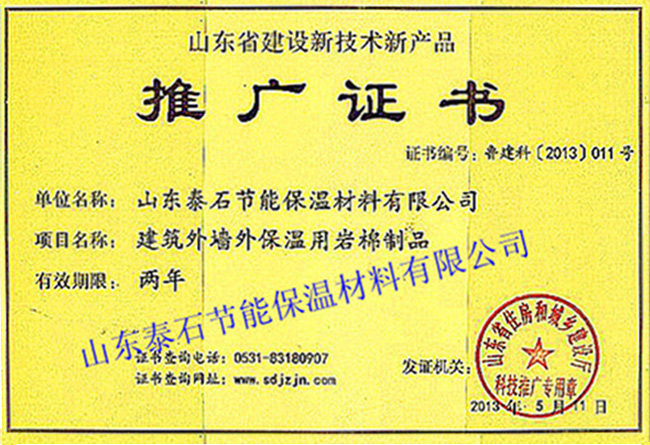 山东省建设新技术新产品
推广证书
证书编号：鲁建科〔2013〕011号
单位名称：山东泰石节能保温材料有限公司
项目名称：建筑外墙外保温用岩棉制品
有效期限：两年
山东泰石节能保温材料有限公司
证书查询电话：0531-83180907
证书查询网址：www.sdjzjn.com
发证机关：
山东省住房和城乡建设厅
科技推广专用章
2013年5月11日